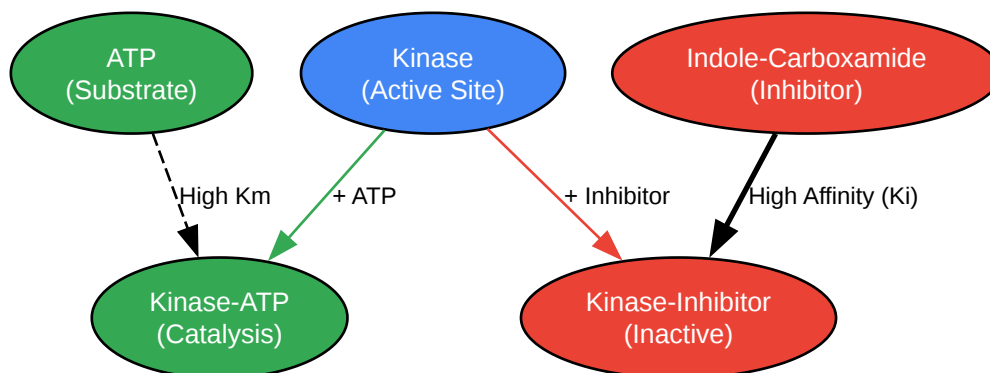 ATP
(Substrate)
Kinase
(Active Site)
Indole-Carboxamide
(Inhibitor)
High Km
+ ATP
+ Inhibitor
High Affinity (Ki)
Kinase-ATP
(Catalysis)
Kinase-Inhibitor
(Inactive)